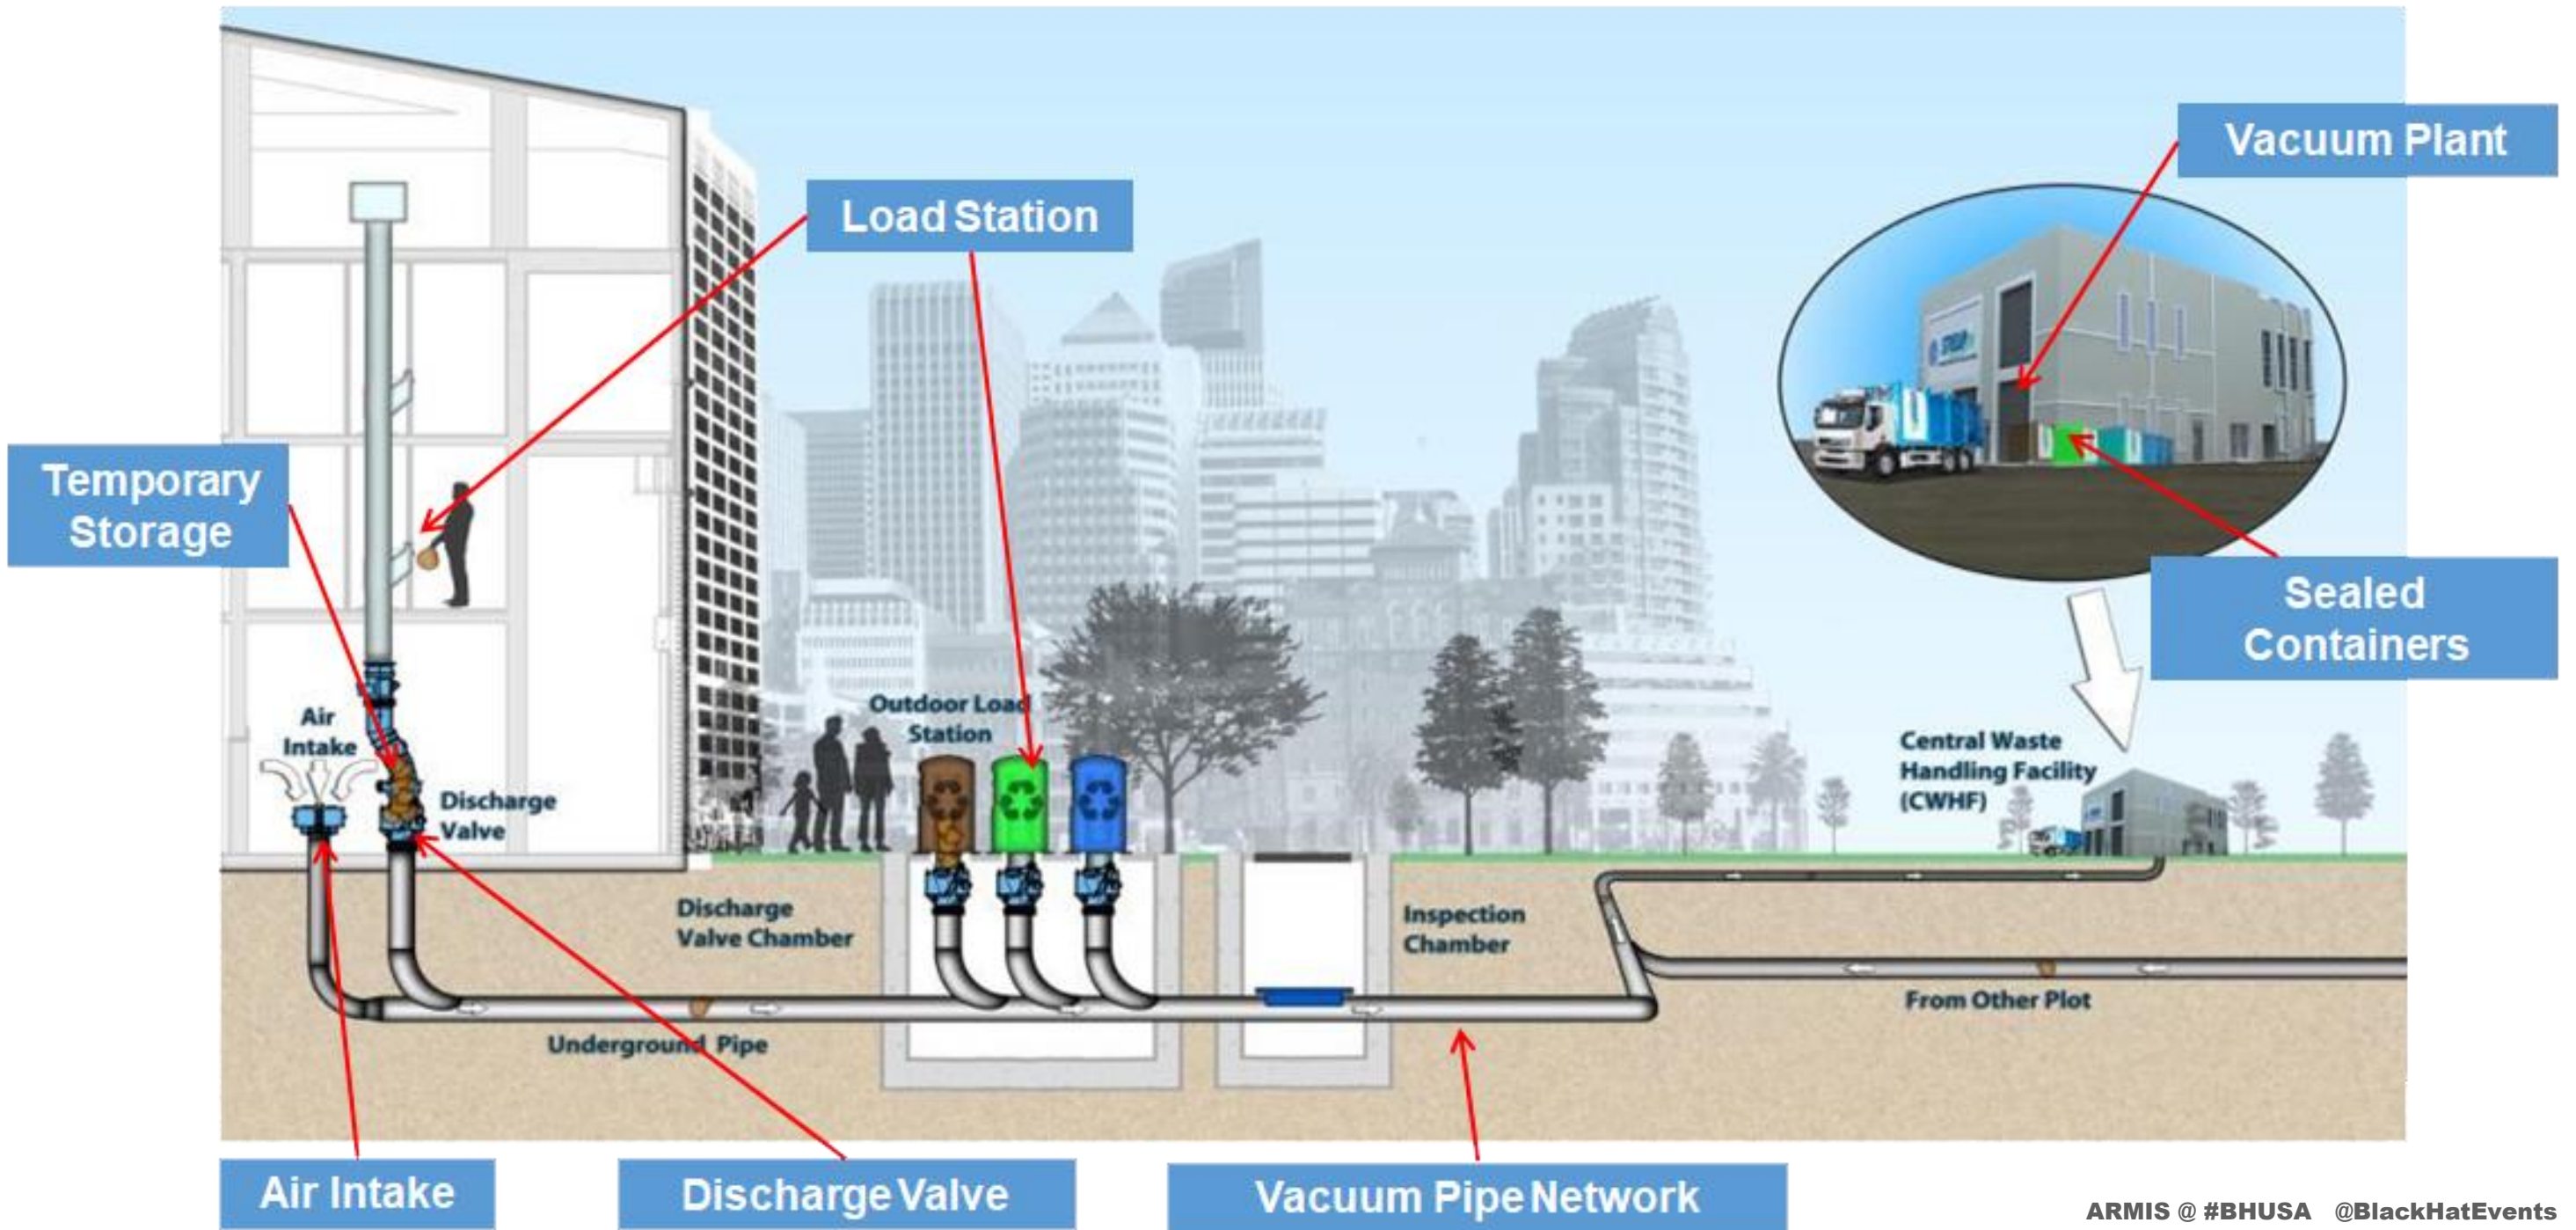 Vacuum Plant
Load Station
Temporary
Storage
Sealed
Containers
Outdoor Load
Station
Air
Intake
Central Waste
Handling Facility
(CWHF)
Discharge
Valve
Discharge
Valve Chamber
Inspection
Chamber
From Other Plot
Underground Pipe
Air Intake
Discharge Valve
Vacuum Pipe Network
ARMIS @ #BHUSA @BlackHatEvents